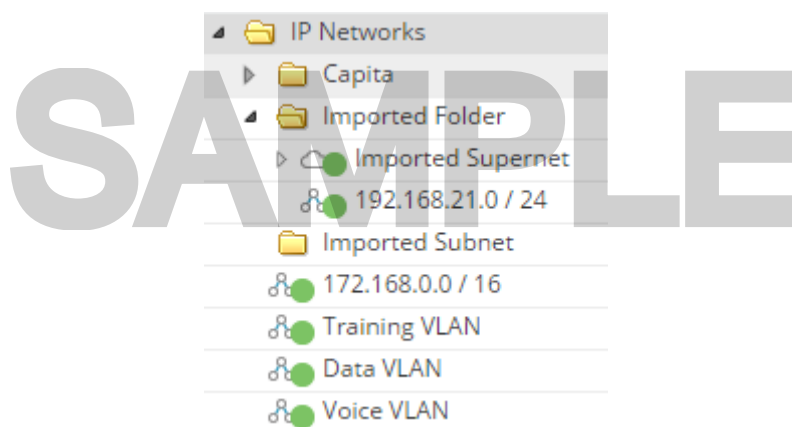 IP Networks
Capita
Imported Folder
Imported Supernet
192.168.21.0 / 24
Imported Subnet
172.168.0.0 / 16
Training VLAN
Data VLAN
Voice VLAN
SAMPLE